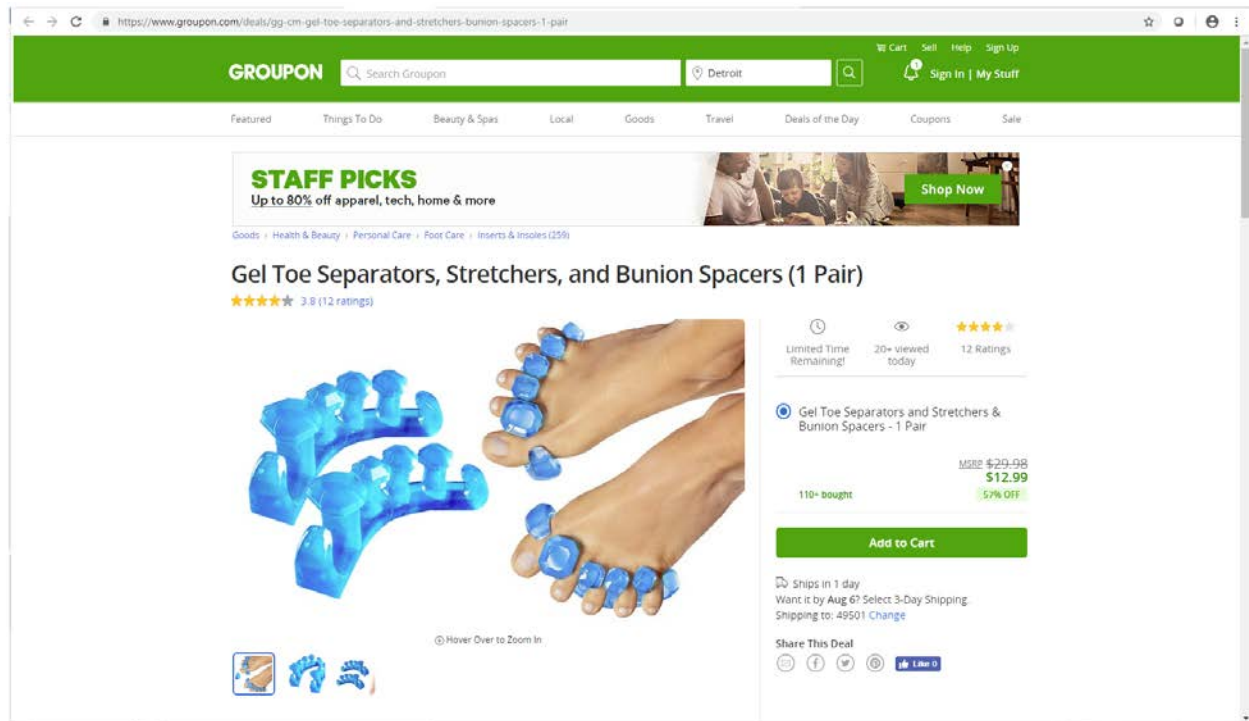 https://www.groupon.com/deals/gg-cm-gel-toe-separators-and-stretchers-bunion-spacers-1-pair
Cart Sell Help Sign Up
GROUPON Search Groupon Detroit 1 Sign In | My Stuff
Featured Things To Do Beauty & Spas Local Goods Travel Deals of the Day Coupons Sale
STAFF PICKS
Up to 80% off apparel, tech, home & more
Shop Now
Goods › Health & Beauty › Personal Care › Foot Care › Inserts & Insoles (259)
Gel Toe Separators, Stretchers, and Bunion Spacers (1 Pair)
3.8 (12 ratings)
Limited Time Remaining!
20+ viewed today
12 Ratings
Gel Toe Separators and Stretchers &
Bunion Spacers - 1 Pair
MSRP $29.98
$12.99
110+ bought 57% OFF
Add to Cart
Ships in 1 day
Want it by Aug 6? Select 3-Day Shipping.
Shipping to: 49501 Change
Hover Over to Zoom In
Share This Deal
Like 0